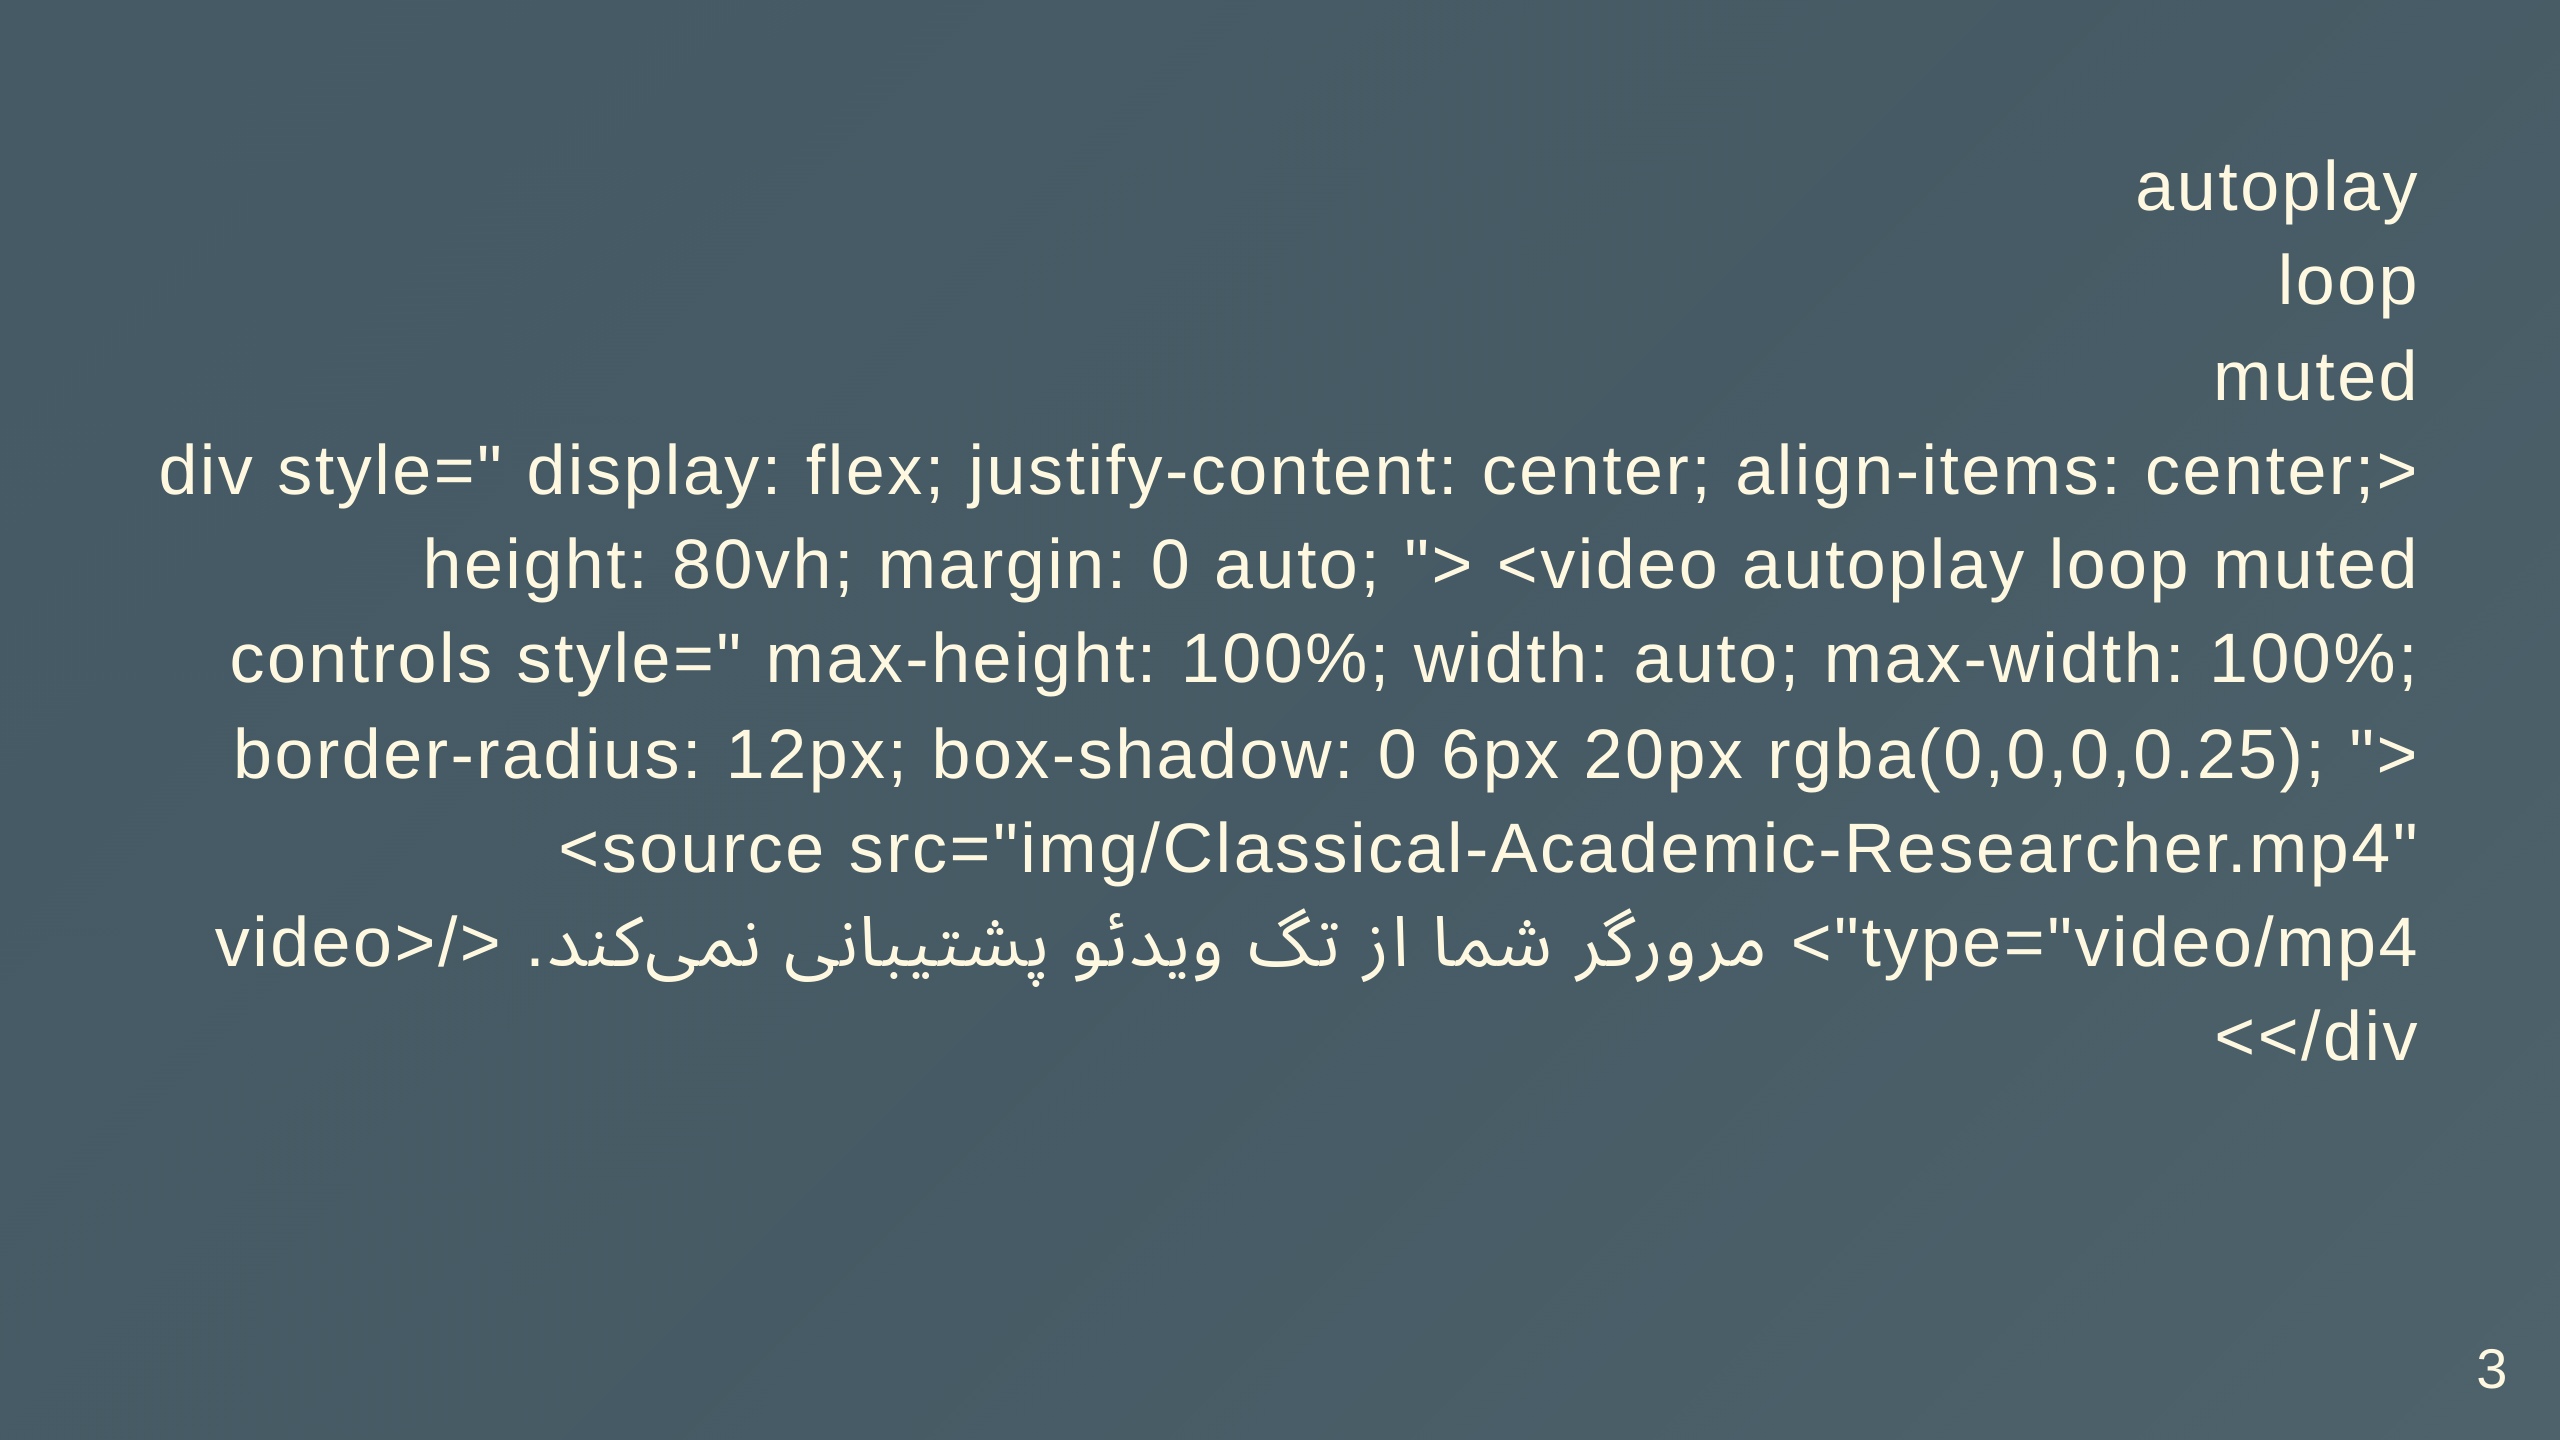 autoplay
loop
muted
<div style=" display: flex; justify-content: center; align-items: center;
height: 80vh; margin: 0 auto; "> <video autoplay loop muted
controls style=" max-height: 100%; width: auto; max-width: 100%;
border-radius: 12px; box-shadow: 0 6px 20px rgba(0,0,0,0.25); ">
<source src="img/Classical-Academic-Researcher.mp4"
type="video/mp4"> مرورگر شما از تگ ویدئو پشتیبانی نمی‌کند. </video>
</div>
3